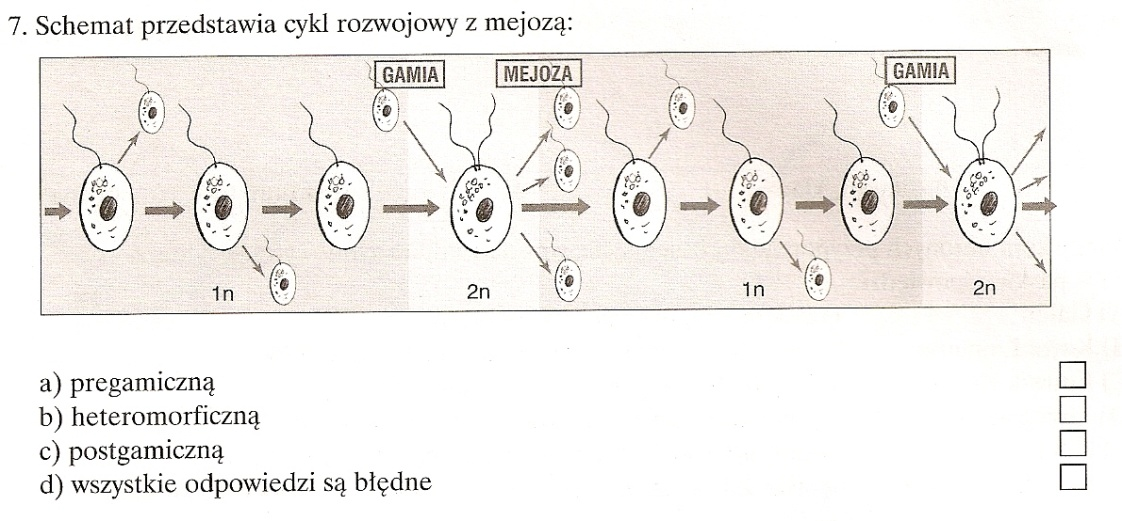 7. Schemat przedstawia cykl rozwojowy z mejozą:
GAMIA MEJOZA GAMIA
1n 2n 1n 2n
a) pregamiczną
b) heteromorficzną
c) postgamiczną
d) wszystkie odpowiedzi są błędne